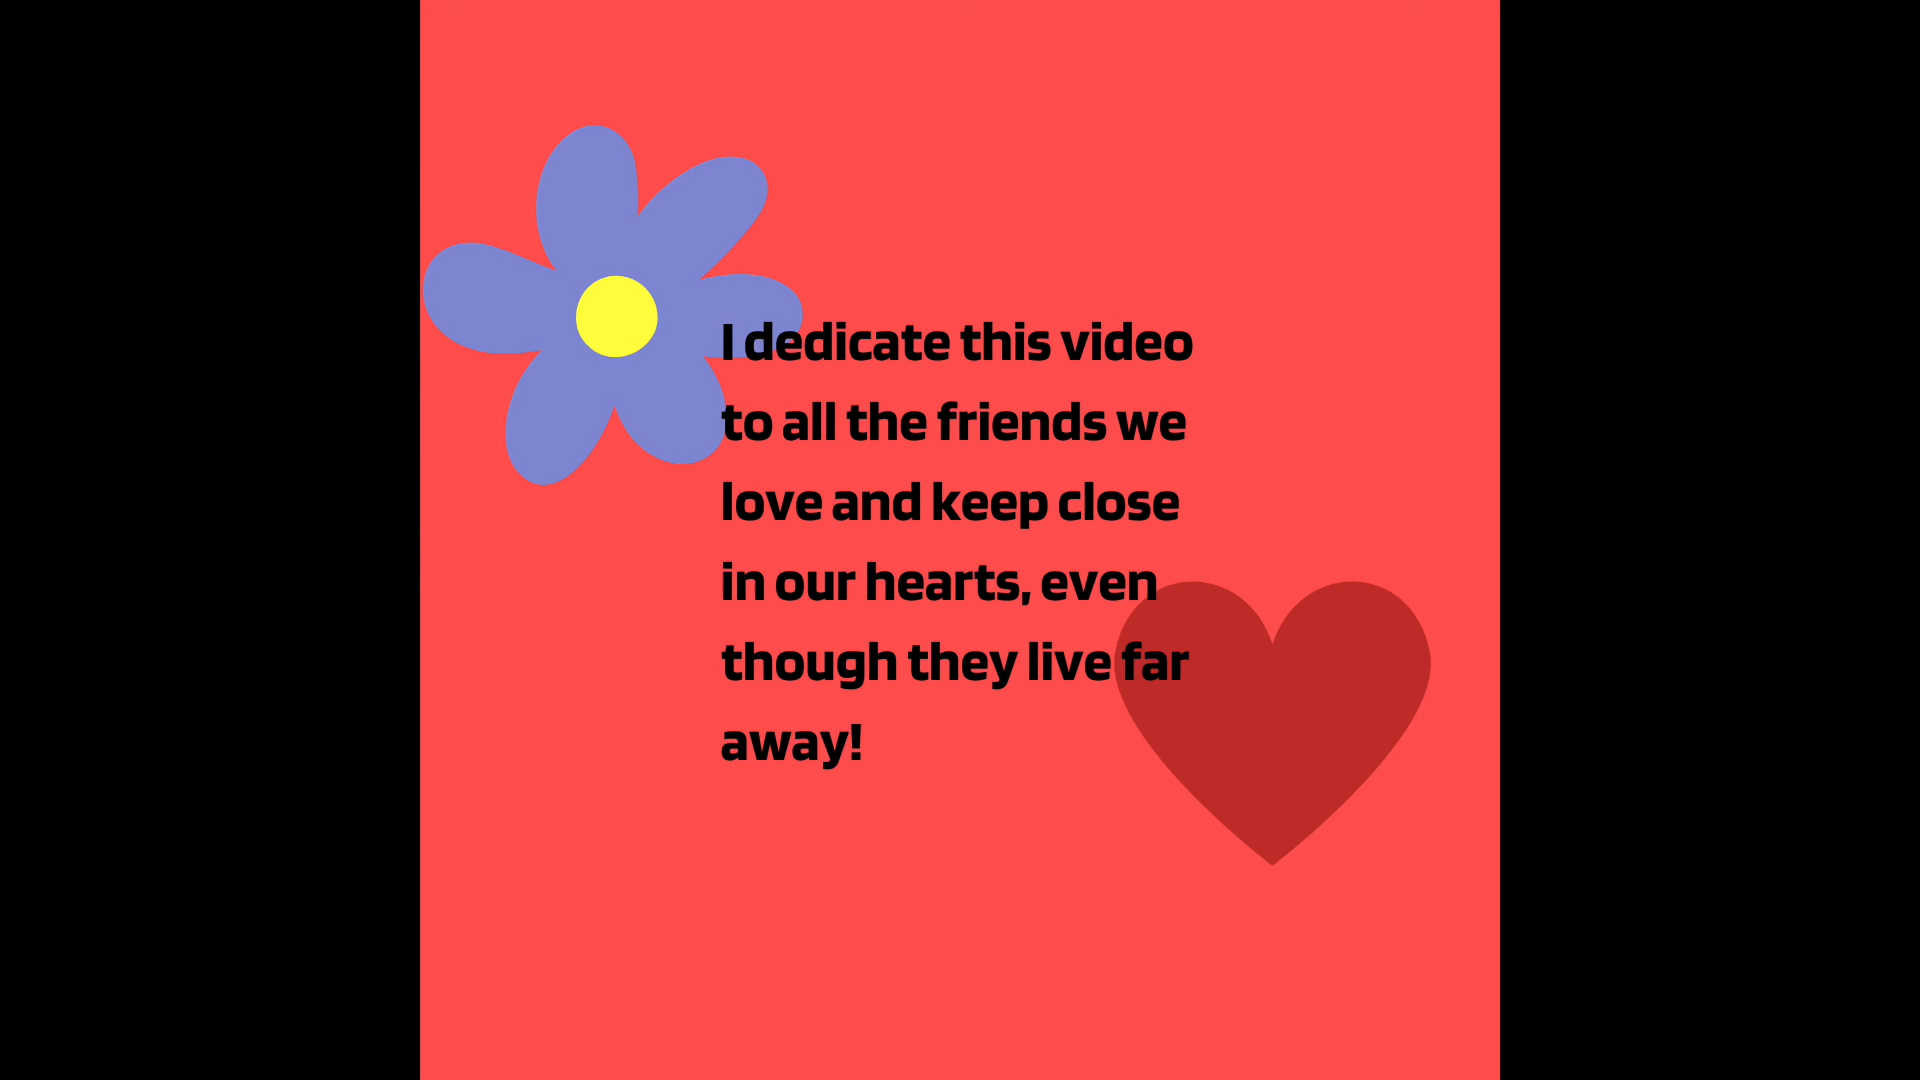 I dedicate this video
to all the friends we
love and keep close
in our hearts, even
though they live far
away!